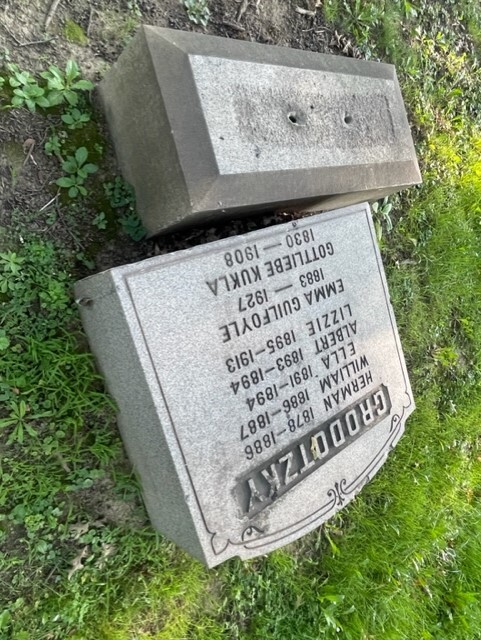 GRODOTZKY
HERMAN 1878-1886
WILLIAM 1886-1887
ELLA 1891-1894
ALBERT 1893-1894
LIZZIE 1895-1913
EMMA GUILFOYLE
1883 — 1927
GOTTLIEBE KUKLA
1830 — 1908